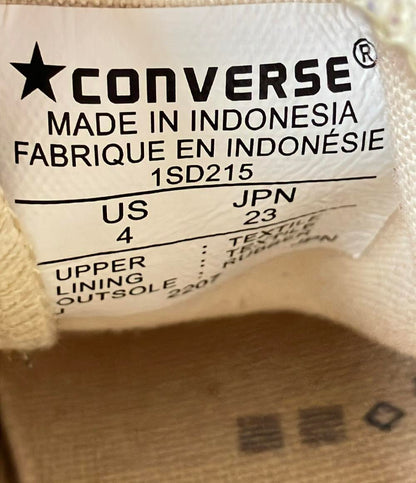 ★CONVERSE®
MADE IN INDONESIA
FABRIQUE EN INDONÉSIE
1SD215
US JPN
4 23
UPPER : TEXTILE
LINING :
OUTSOLE :
2207